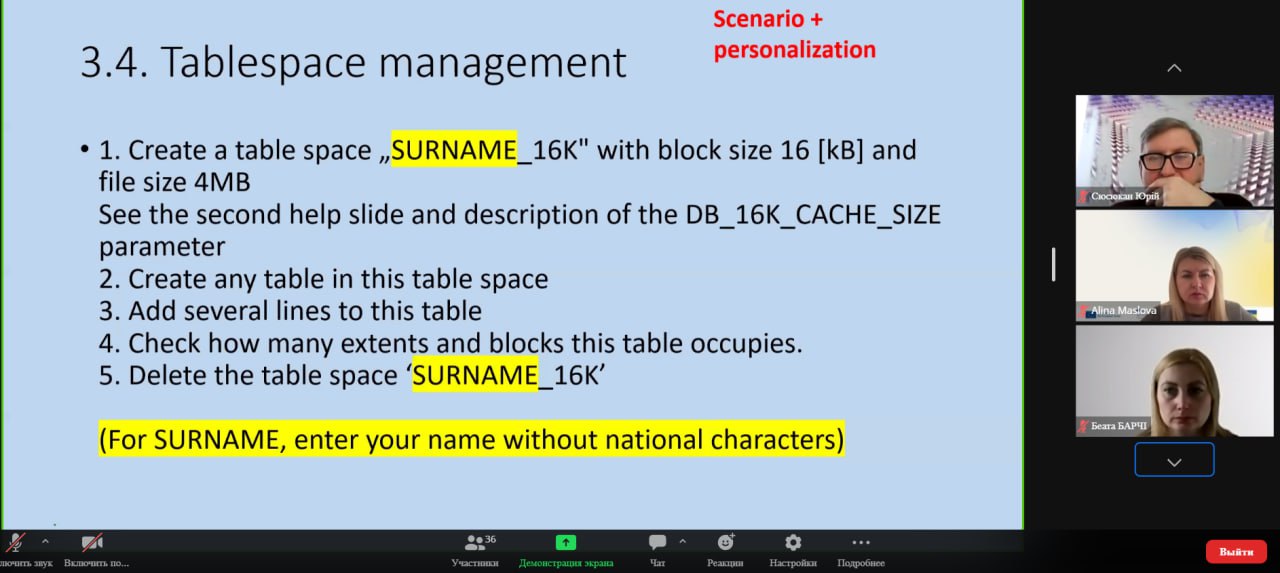 Scenario +
personalization
3.4. Tablespace management
• 1. Create a table space „SURNAME_16K" with block size 16 [kB] and
file size 4MB
See the second help slide and description of the DB_16K_CACHE_SIZE
parameter
2. Create any table in this table space
3. Add several lines to this table
4. Check how many extents and blocks this table occupies.
5. Delete the table space ‘SURNAME_16K’
(For SURNAME, enter your name without national characters)
Сюсюкан Юрій
Alina Maslova
Беата БАРЧІ
лючить звук
Включить по...
36
Участники
Демонстрация экрана
Чат
Реакции
Настройки
Подробнее
Выйти